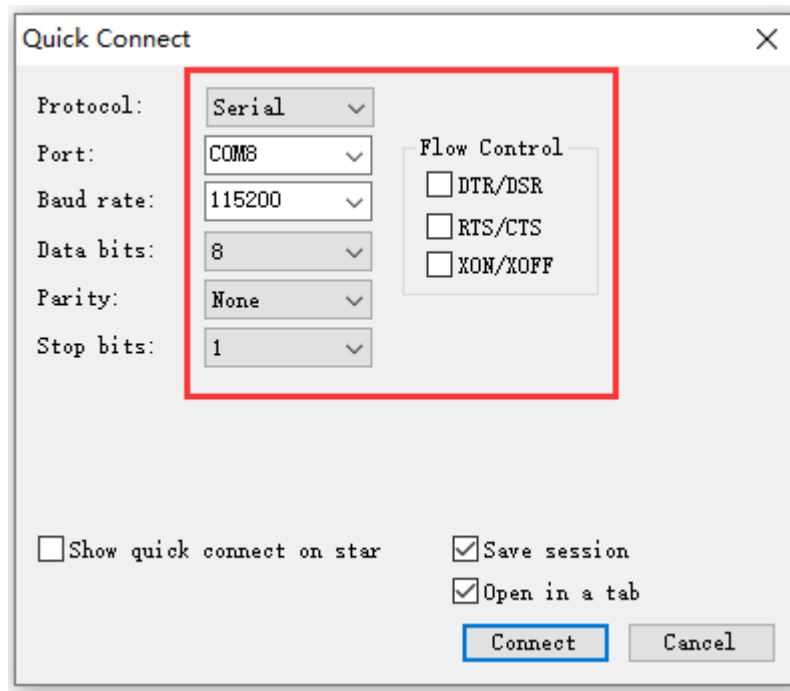 Quick Connect
Protocol: Serial
Port: COM8
Flow Control
Baud rate: 115200
DTR/DSR
RTS/CTS
Data bits: 8
XON/XOFF
Parity: None
Stop bits: 1
Show quick connect on star
Save session
Open in a tab
Connect Cancel